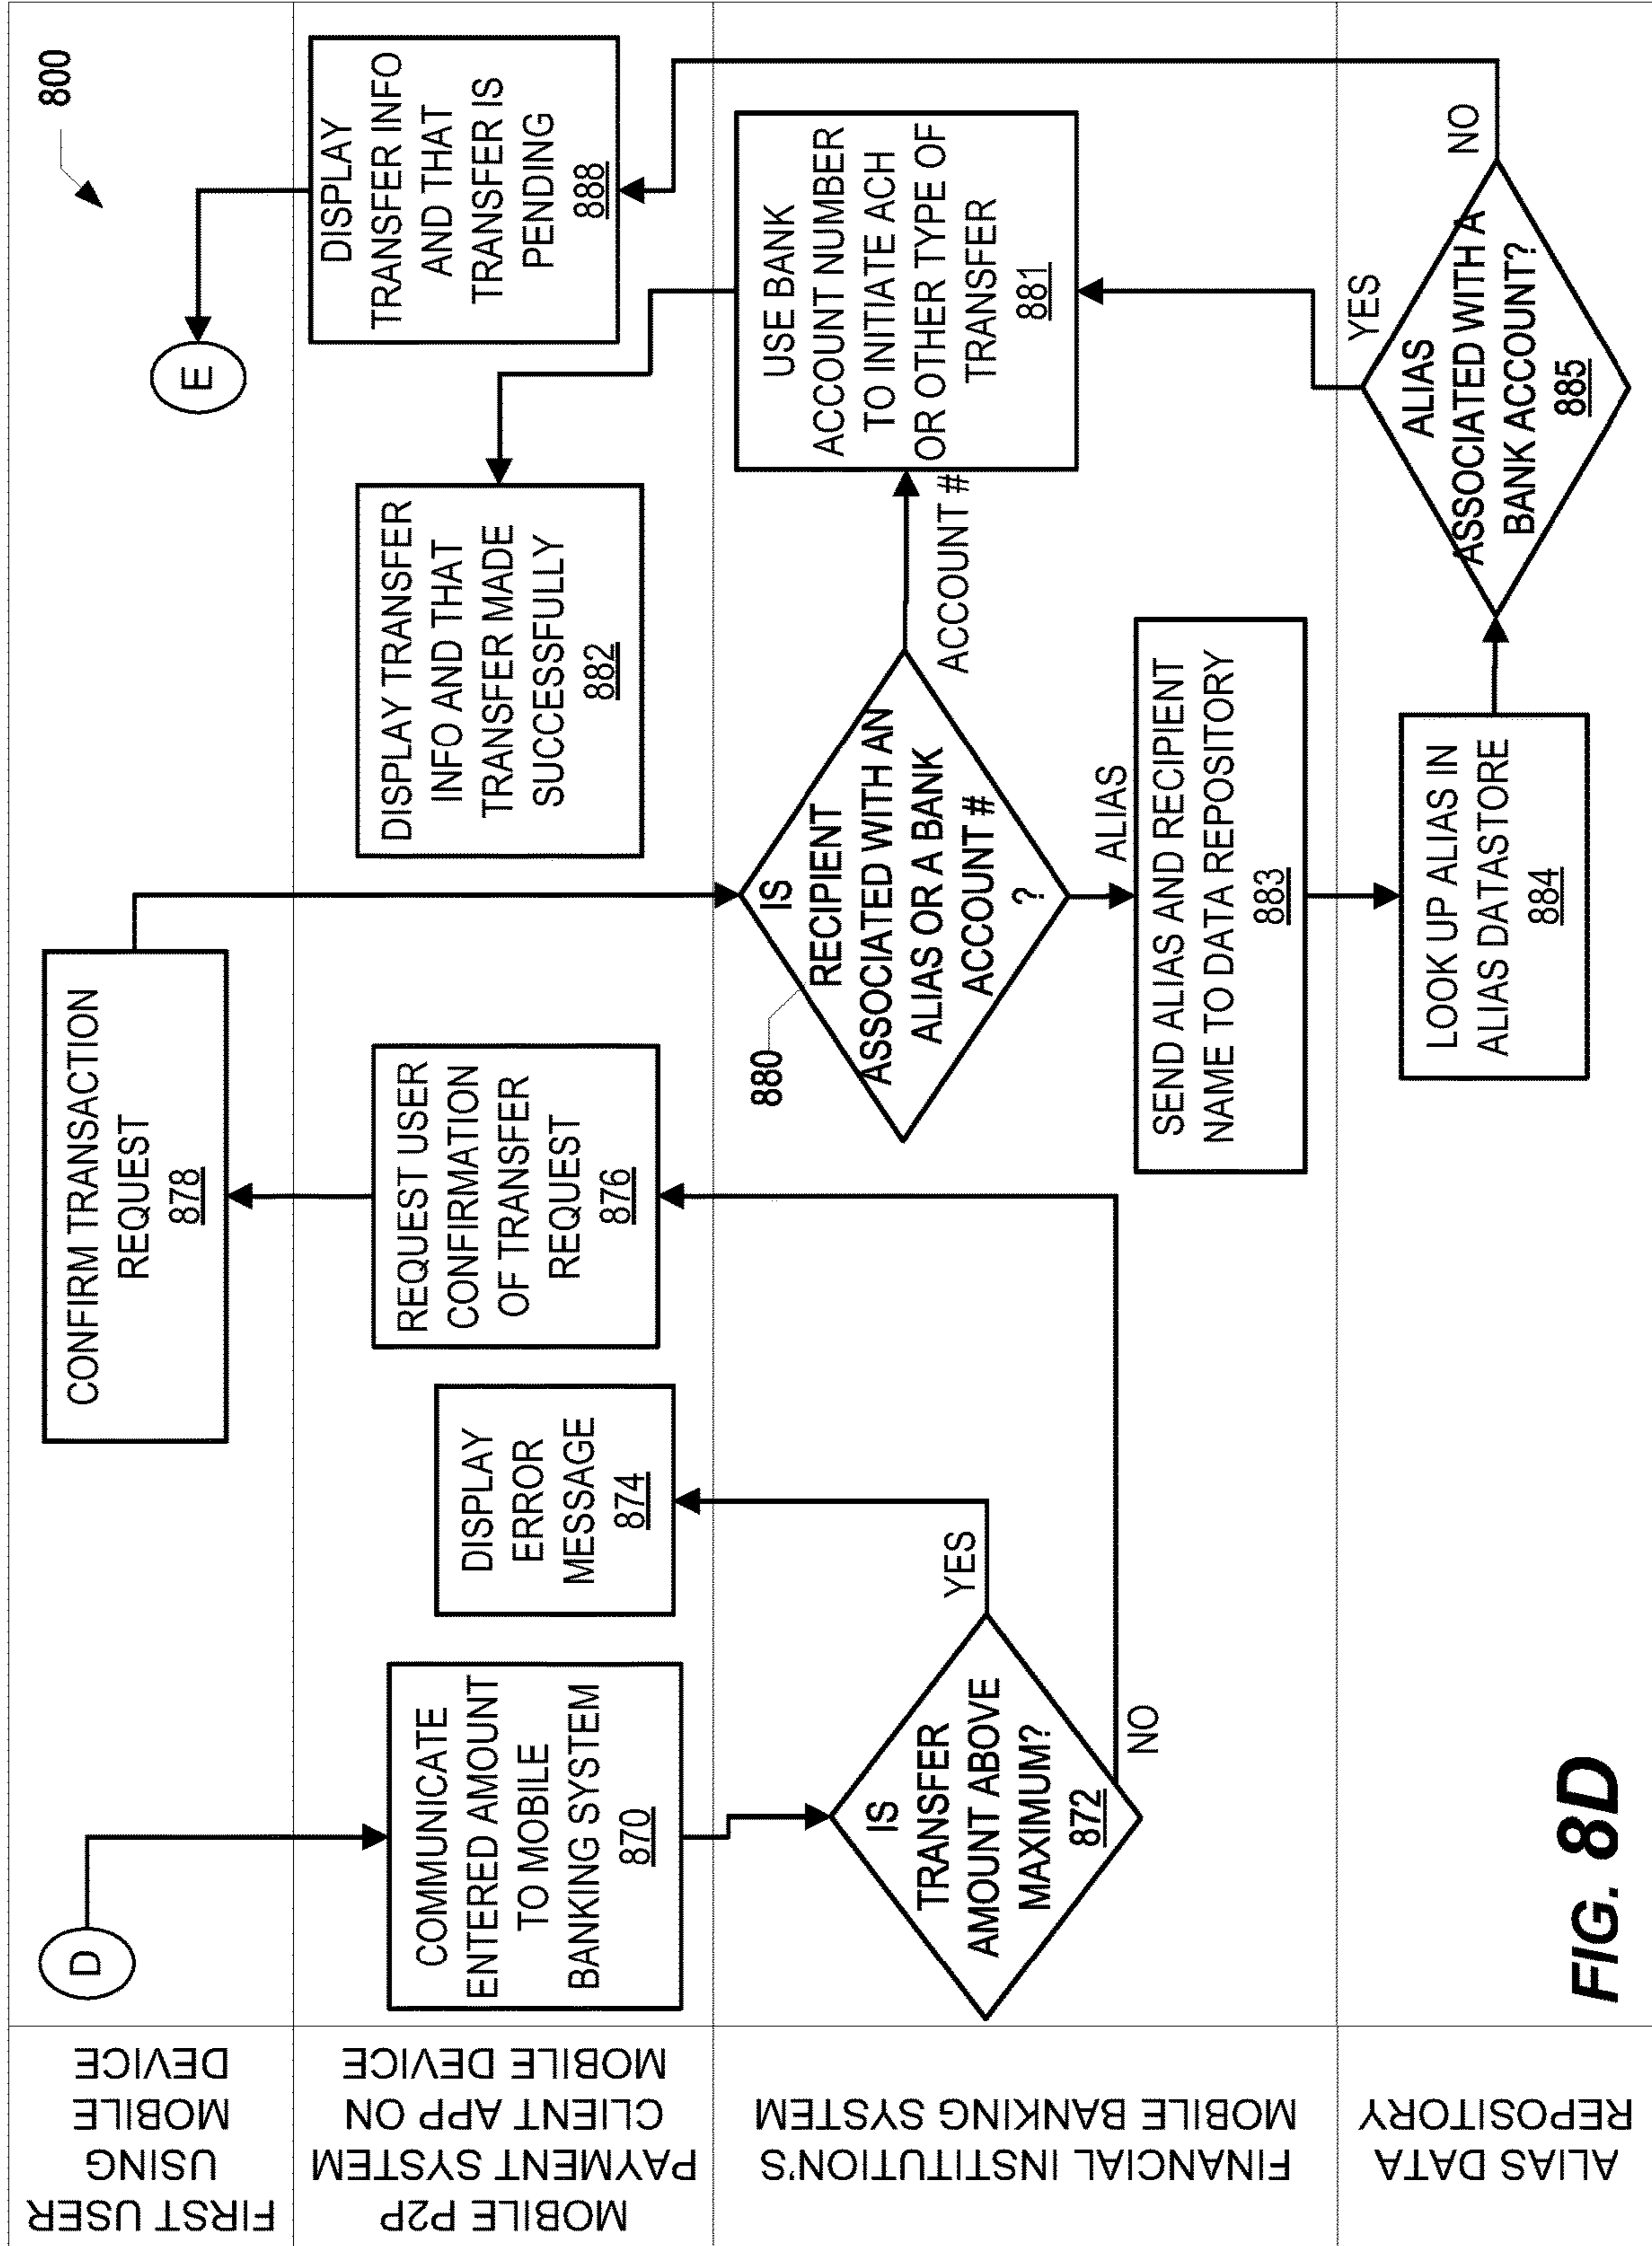 800
FIRST USER
USING
MOBILE
DEVICE
D
CONFIRM TRANSACTION
REQUEST
878
MOBILE P2P
PAYMENT SYSTEM
CLIENT APP ON
MOBILE DEVICE
COMMUNICATE
ENTERED AMOUNT
TO MOBILE
BANKING SYSTEM
870
DISPLAY
ERROR
MESSAGE
874
REQUEST USER
CONFIRMATION
OF TRANSFER
REQUEST
876
DISPLAY TRANSFER
INFO AND THAT
TRANSFER MADE
SUCCESSFULLY
882
E
DISPLAY
TRANSFER INFO
AND THAT
TRANSFER IS
PENDING
888
FINANCIAL INSTITUTION'S
MOBILE BANKING SYSTEM
IS
TRANSFER
AMOUNT ABOVE
MAXIMUM?
872
YES
NO
880
IS
RECIPIENT
ASSOCIATED WITH AN
ALIAS OR A BANK
ACCOUNT #
?
ACCOUNT #
ALIAS
USE BANK
ACCOUNT NUMBER
TO INITIATE ACH
OR OTHER TYPE OF
TRANSFER
881
SEND ALIAS AND RECIPIENT
NAME TO DATA REPOSITORY
883
ALIAS DATA
REPOSITORY
LOOK UP ALIAS IN
ALIAS DATASTORE
884
ALIAS
ASSOCIATED WITH A
BANK ACCOUNT?
885
YES
NO
FIG. 8D